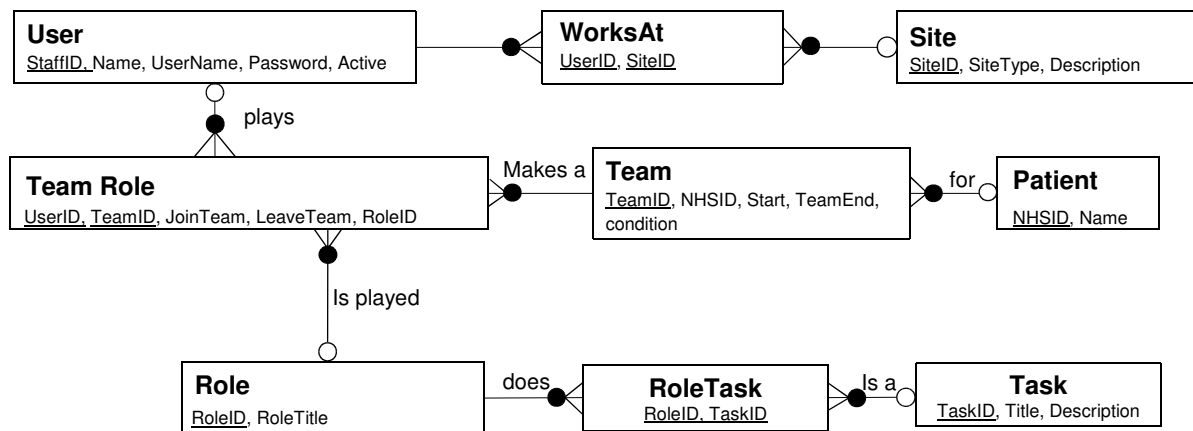 User
StaffID, Name, UserName, Password, Active
WorksAt
UserID, SiteID
Site
SiteID, SiteType, Description
plays
Team Role
UserID, TeamID, JoinTeam, LeaveTeam, RoleID
Makes a
Team
TeamID, NHSID, Start, TeamEnd,
condition
for
Patient
NHSID, Name
Is played
Role
RoleID, RoleTitle
does
RoleTask
RoleID, TaskID
Is a
Task
TaskID, Title, Description